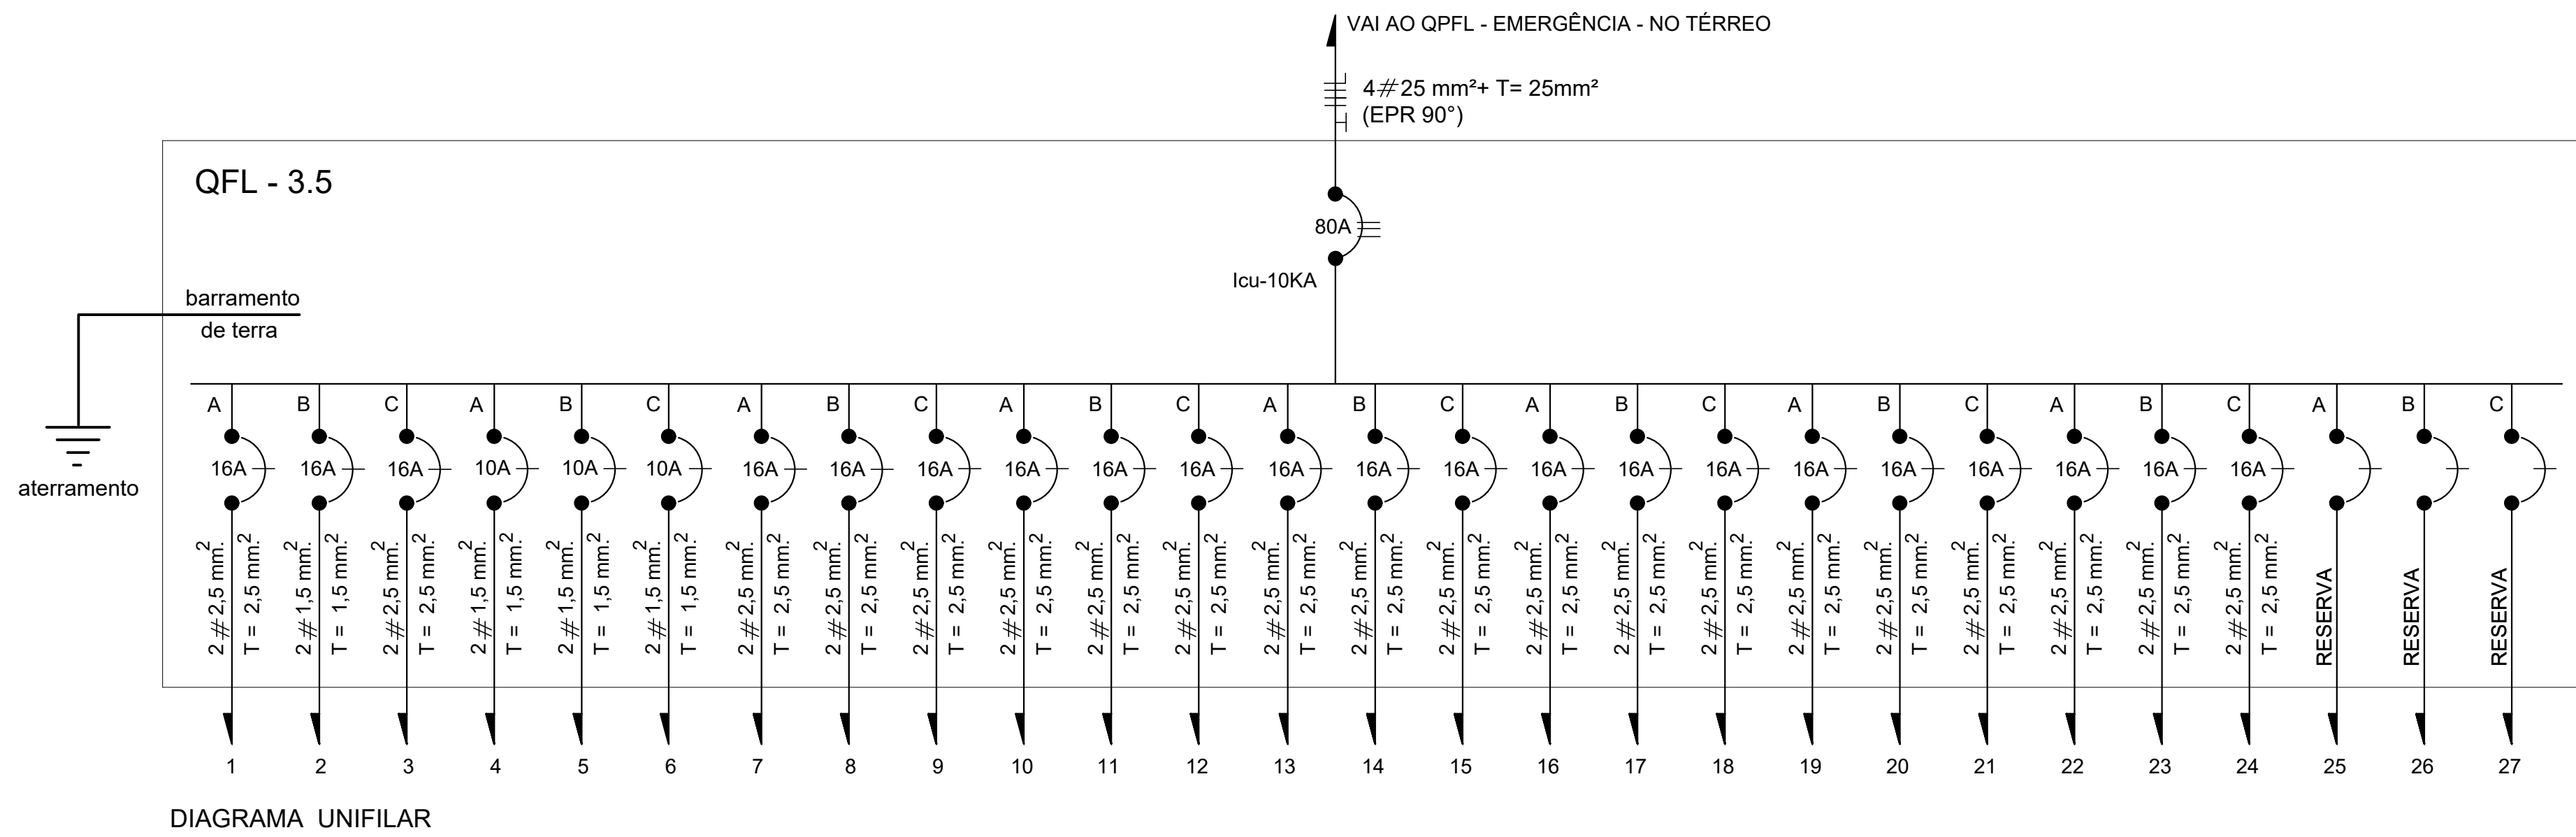 VAI AO QPFL - EMERGÊNCIA - NO TÉRREO
4#25 mm²+ T= 25mm²
(EPR 90°)
QFL - 3.5
80A
Icu-10KA
barramento
de terra
aterramento
A B C A B C A B C A B C A B C A B C A B C A B C A B C
16A 16A 16A 10A 10A 10A 16A 16A 16A 16A 16A 16A 16A 16A 16A 16A 16A 16A 16A 16A 16A 16A 16A 16A
2#2,5 mm.²
T = 2,5 mm.²
2#1,5 mm.²
T = 1,5 mm.²
2#2,5 mm.²
T = 2,5 mm.²
2#1,5 mm.²
T = 1,5 mm.²
2#1,5 mm.²
T = 1,5 mm.²
2#1,5 mm.²
T = 1,5 mm.²
2#2,5 mm.²
T = 2,5 mm.²
2#2,5 mm.²
T = 2,5 mm.²
2#2,5 mm.²
T = 2,5 mm.²
2#2,5 mm.²
T = 2,5 mm.²
2#2,5 mm.²
T = 2,5 mm.²
2#2,5 mm.²
T = 2,5 mm.²
2#2,5 mm.²
T = 2,5 mm.²
2#2,5 mm.²
T = 2,5 mm.²
2#2,5 mm.²
T = 2,5 mm.²
2#2,5 mm.²
T = 2,5 mm.²
2#2,5 mm.²
T = 2,5 mm.²
2#2,5 mm.²
T = 2,5 mm.²
2#2,5 mm.²
T = 2,5 mm.²
2#2,5 mm.²
T = 2,5 mm.²
2#2,5 mm.²
T = 2,5 mm.²
2#2,5 mm.²
T = 2,5 mm.²
2#2,5 mm.²
T = 2,5 mm.²
2#2,5 mm.²
T = 2,5 mm.²
RESERVA
RESERVA
RESERVA
1 2 3 4 5 6 7 8 9 10 11 12 13 14 15 16 17 18 19 20 21 22 23 24 25 26 27
DIAGRAMA UNIFILAR